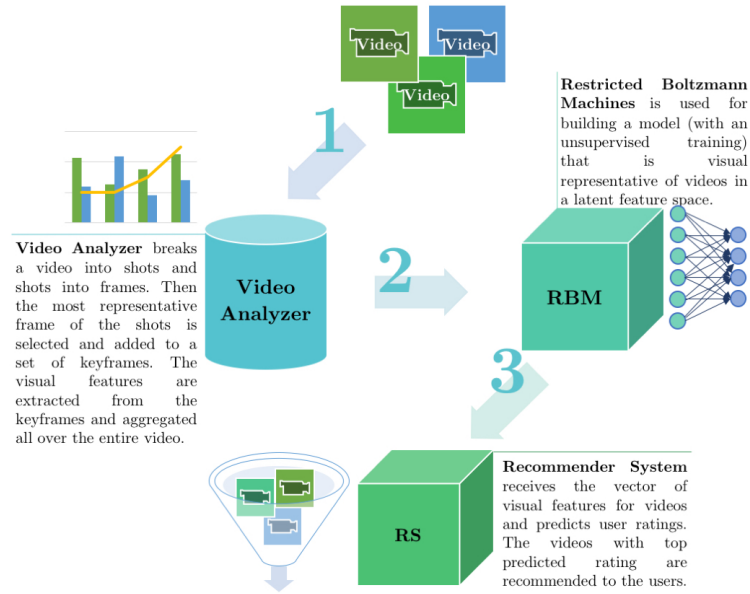 Video
Video
Video
1
Restricted Boltzmann
Machines is used for
building a model (with an
unsupervised training)
that is visual
representative of videos in
a latent feature space.
Video Analyzer breaks
a video into shots and
shots into frames. Then
the most representative
frame of the shots is
selected and added to a
set of keyframes. The
visual features are
extracted from the
keyframes and aggregated
all over the entire video.
Video
Analyzer
2
RBM
3
RS
Recommender System
receives the vector of
visual features for videos
and predicts user ratings.
The videos with top
predicted rating are
recommended to the users.